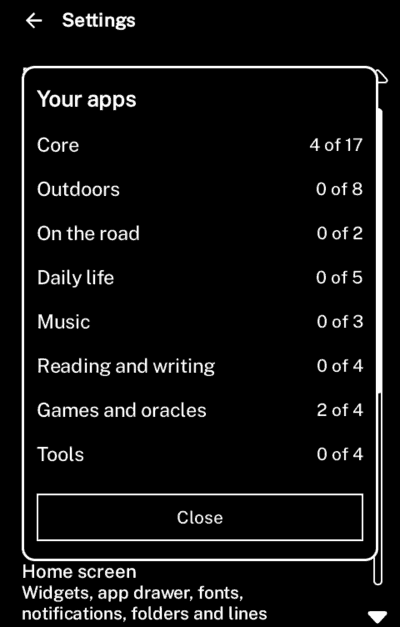 Settings
Your apps
Core 4 of 17
Outdoors 0 of 8
On the road 0 of 2
Daily life 0 of 5
Music 0 of 3
Reading and writing 0 of 4
Games and oracles 2 of 4
Tools 0 of 4
Close
Home screen
Widgets, app drawer, fonts,
notifications, folders and lines